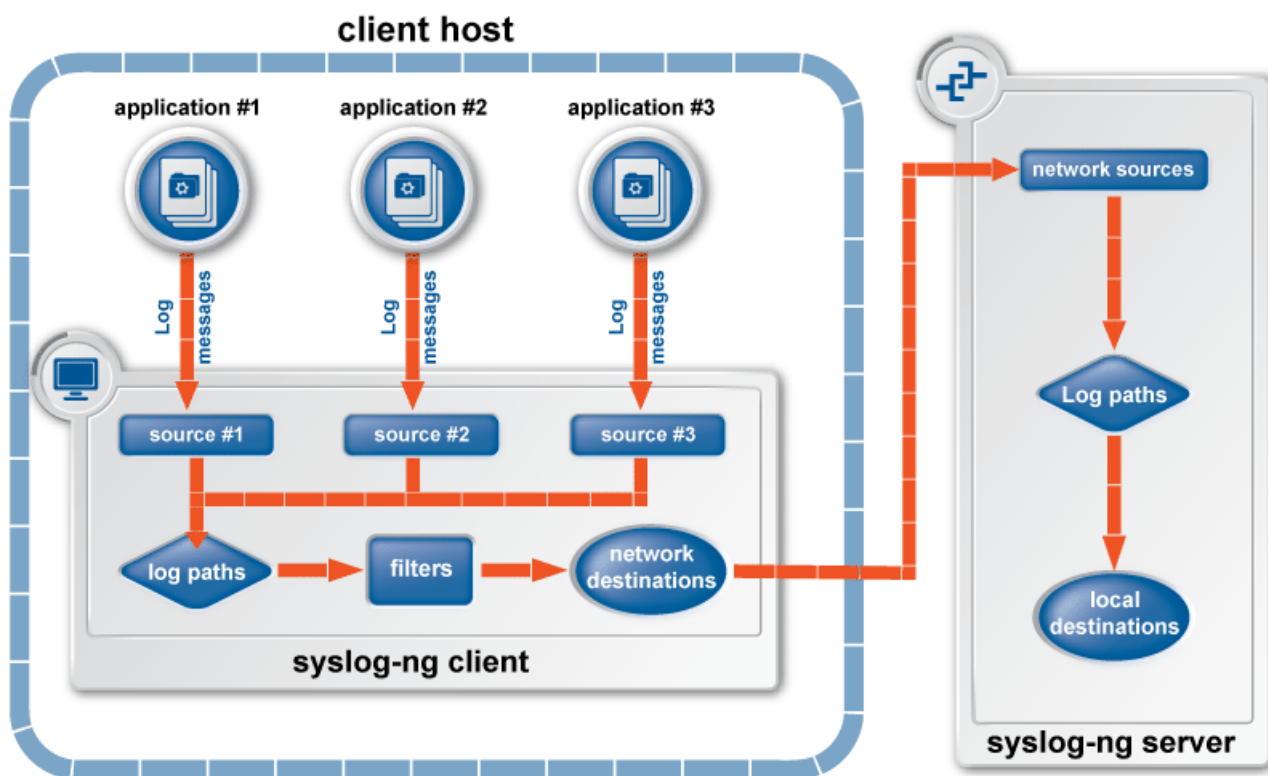 client host
application #1
application #2
application #3
Log
messages
Log
messages
Log
messages
source #1
source #2
source #3
log paths
filters
network
destinations
syslog-ng client
network sources
Log paths
local
destinations
syslog-ng server